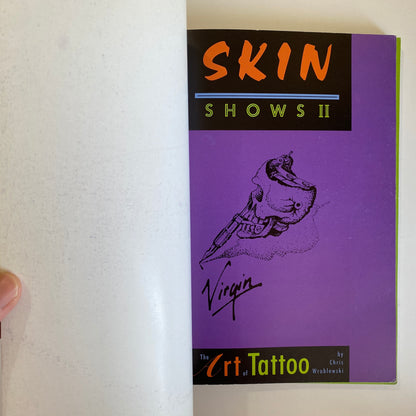 SKIN
SHOWS II
Virgin
The Art of Tattoo
by
Chris
Wroblewski